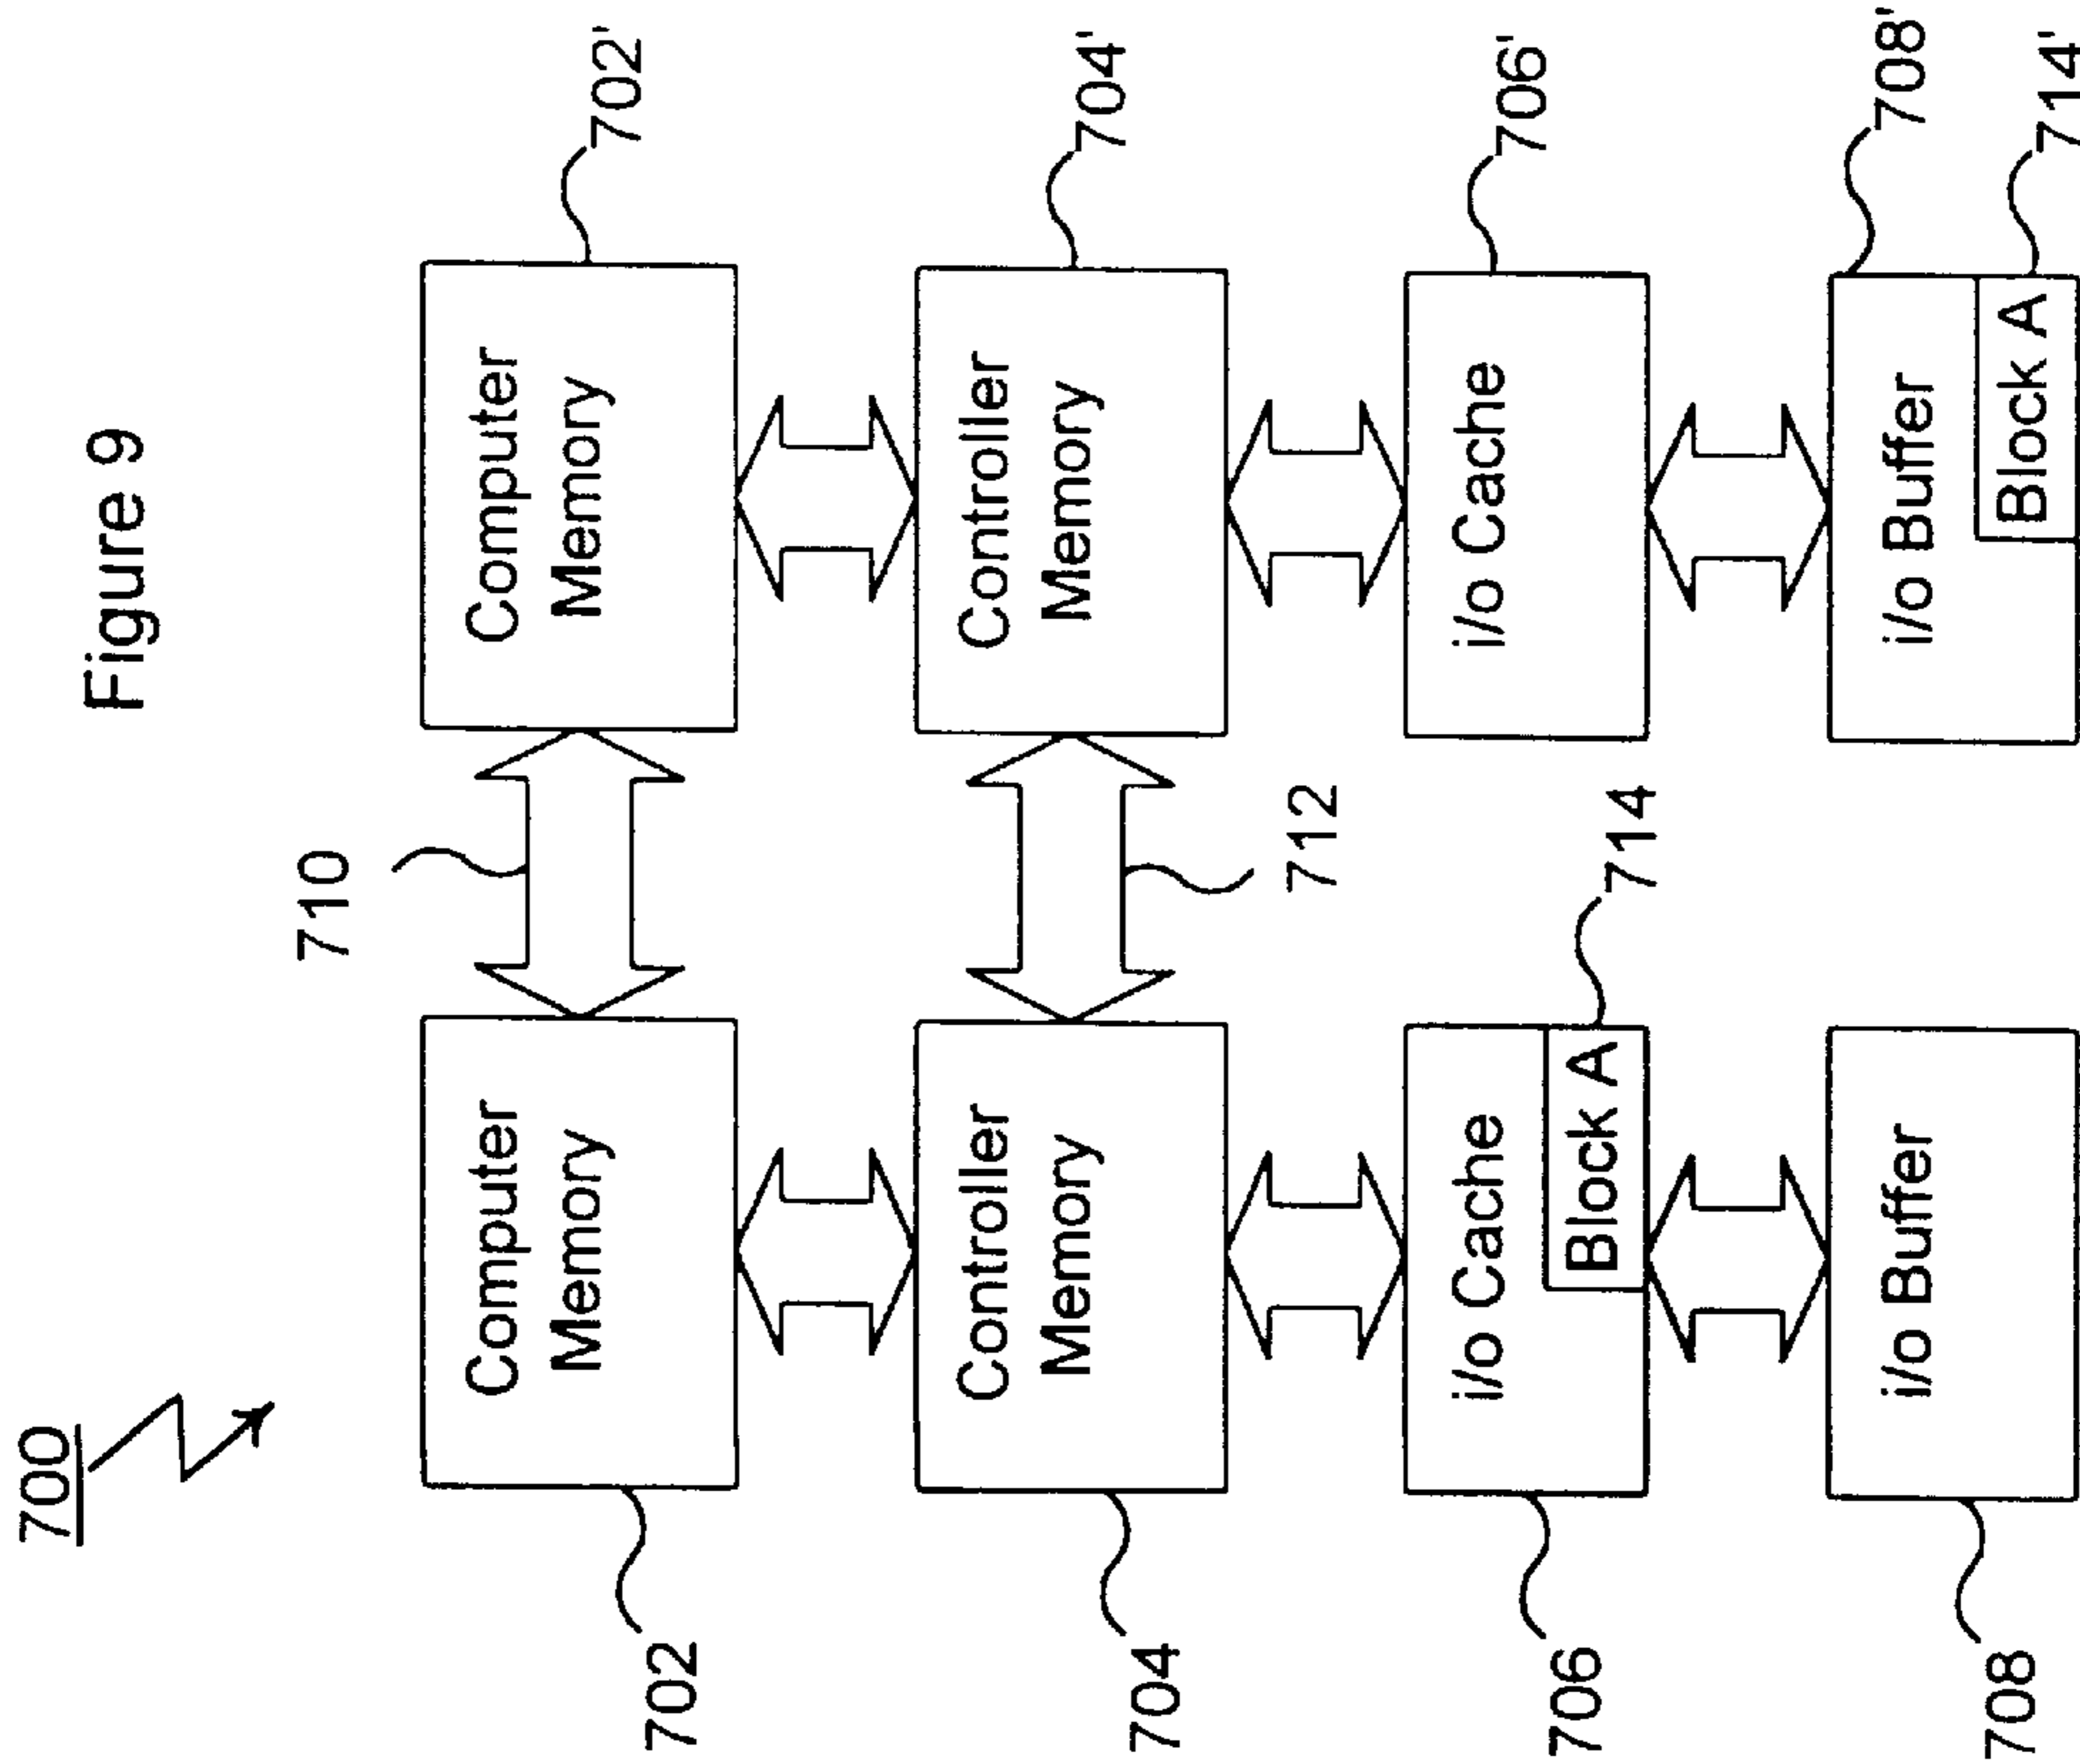 700
Figure 9
710
702
Computer
Memory
Computer
Memory
702'
704
Controller
Memory
Controller
Memory
704'
712
706
i/o Cache
Block A
714
i/o Cache
706'
708
i/o Buffer
i/o Buffer
708'
Block A
714'